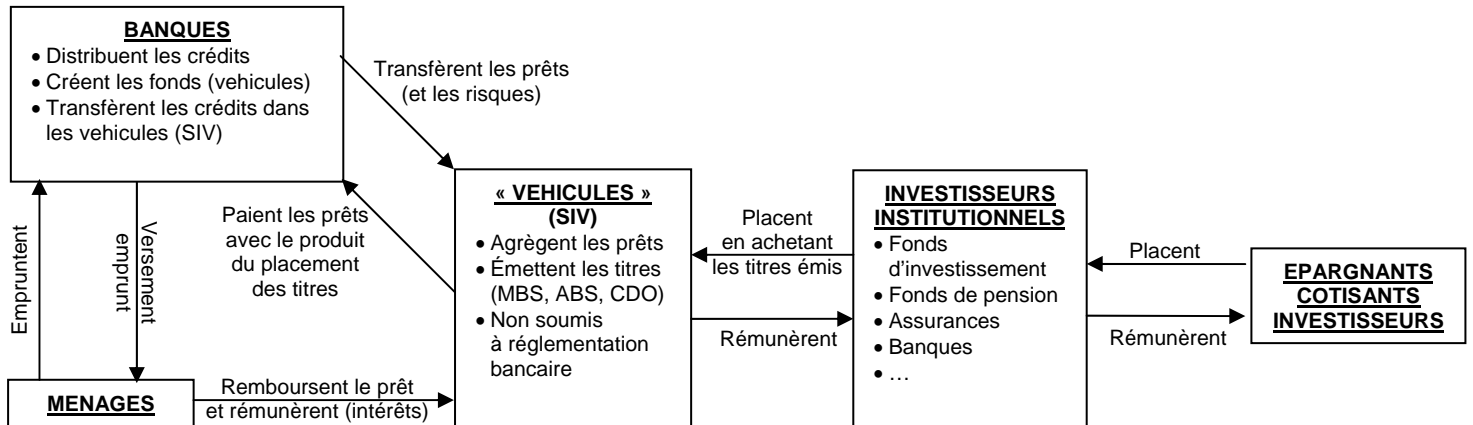 BANQUES
• Distribuent les crédits
• Créent les fonds (vehicules)
• Transfèrent les crédits dans
les vehicules (SIV)
Transfèrent les prêts
(et les risques)
Empruntent
Versement
emprunt
Paient les prêts
avec le produit
du placement
des titres
« VEHICULES »
(SIV)
• Agrègent les prêts
• Émettent les titres
(MBS, ABS, CDO)
• Non soumis
à réglementation
bancaire
Placent
en achetant
les titres émis
Rémunèrent
INVESTISSEURS
INSTITUTIONNELS
• Fonds
d’investissement
• Fonds de pension
• Assurances
• Banques
• …
Placent
Rémunèrent
EPARGNANTS
COTISANTS
INVESTISSEURS
MENAGES
Remboursent le prêt
et rémunèrent (intérêts)